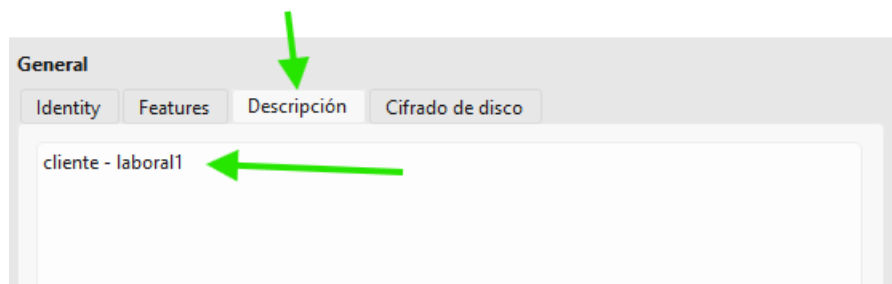 General
Identity Features Descripción Cifrado de disco
cliente - laboral1